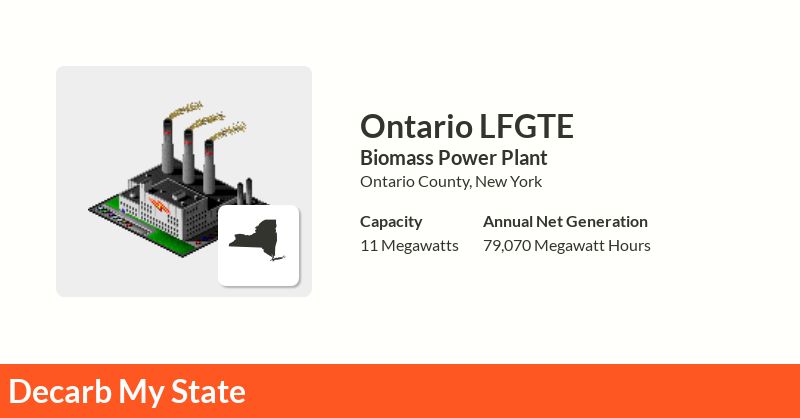 Ontario LFGTE
Biomass Power Plant
Ontario County, New York
Capacity
Annual Net Generation
11 Megawatts
79,070 Megawatt Hours
Decarb My State